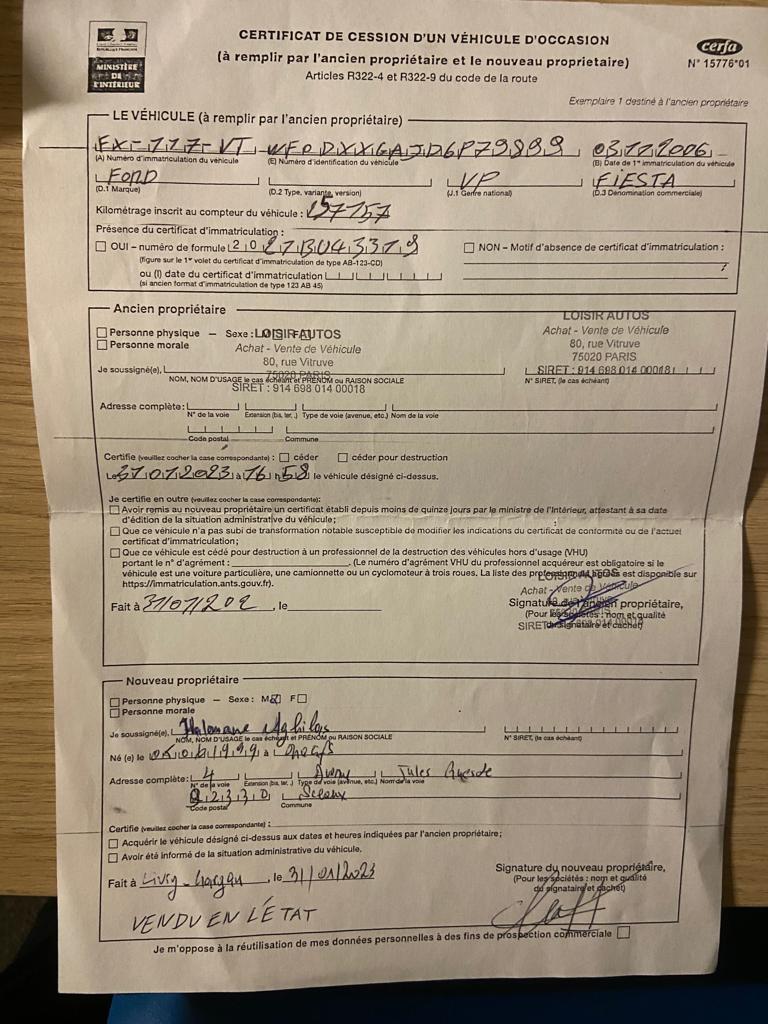 CERTIFICAT DE CESSION D'UN VÉHICULE D'OCCASION
(à remplir par l'ancien propriétaire et le nouveau proprietaire)
Articles R322-4 et R322-9 du code de la route
MINISTÈRE
DE
L'INTÉRIEUR
cerfa
N° 15776*01
Exemplaire 1 destiné à l'ancien propriétaire
LE VÉHICULE (à remplir par l'ancien propriétaire)
03122006
(A) Numéro d'immatriculation du véhicule (E) Numéro d'identification du véhicule (B) Date de 1re immatriculation du véhicule
FORD VP FiESTA
(D.1 Marque) (D.2 Type, variante, version) (J.1 Genre national) (D.3 Dénomination commerciale)
Kilométrage inscrit au compteur du véhicule : 157157
Présence du certificat d'immatriculation :
OUI – numéro de formule NON – Motif d'absence de certificat d'immatriculation :
(figure sur le 1er volet du certificat d'immatriculation de type AB-123-CD)
ou (I) date du certificat d'immatriculation
(si ancien format d'immatriculation de type 123 AB 45)
Ancien propriétaire
Personne physique – Sexe : M F
Personne morale
LOISIR AUTOS
Achat - Vente de Véhicule
80, rue Vitruve
75020 PARIS
SIRET : 914 698 014 00018
LOISIR AUTOS
Achat - Vente de Véhicule
80, rue Vitruve
75020 PARIS
SIRET : 914 698 014 00018
Je soussigné(e),
NOM, NOM D'USAGE le cas échéant et PRÉNOM ou RAISON SOCIALE N° SIRET, (le cas échéant)
Adresse complète :
N° de la voie Extension (bis, ter, .) Type de voie (avenue, etc.) Nom de la voie
Code postal Commune
Certifie (veuillez cocher la case correspondante) : céder céder pour destruction
Le 31012023 à 16 h 58 le véhicule désigné ci-dessus.
Je certifie en outre (veuillez cocher la case correspondante):
Avoir remis au nouveau propriétaire un certificat établi depuis moins de quinze jours par le ministre de l'Intérieur, attestant à sa date
d'édition de la situation administrative du véhicule;
Que ce véhicule n'a pas subi de transformation notable susceptible de modifier les indications du certificat de conformité ou de l'actuel
certificat d'immatriculation;
Que ce véhicule est cédé pour destruction à un professionnel de la destruction des véhicules hors d'usage (VHU)
portant le n° d'agrément : (Le numéro d'agrément VHU du professionnel acquéreur est obligatoire si le
véhicule est une voiture particulière, une camionnette ou un cyclomoteur à trois roues. La liste des professionnels agréés est disponible sur
https://immatriculation.ants.gouv.fr).
LOISIR AUTOS
Achat - Vente de Véhicule
Fait à 31/01/202 , le
Signature de l'ancien propriétaire,
(Pour les sociétés : nom et qualité
du signataire et cachet)
Nouveau propriétaire
Personne physique – Sexe : M F
Personne morale
Je soussigné(e),
NOM, NOM D'USAGE le cas échéant et PRÉNOM ou RAISON SOCIALE N° SIRET, (le cas échéant)
Né (e) le à
Adresse complète : 4 Jules
N° de la voie Extension (bis, ter, .) Type de voie (avenue, etc.) Nom de la voie
92330 Sceaux
Code postal Commune
Certifie (veuillez cocher la case correspondante) :
Acquérir le véhicule désigné ci-dessus aux dates et heures indiquées par l'ancien propriétaire;
Avoir été informé de la situation administrative du véhicule.
Fait à Livry-Gargan , le 31/01/2023
Signature du nouveau propriétaire,
(Pour les sociétés : nom et qualité
du signataire et cachet)
VENDU EN L'ÉTAT
Je m'oppose à la réutilisation de mes données personnelles à des fins de prospection commerciale